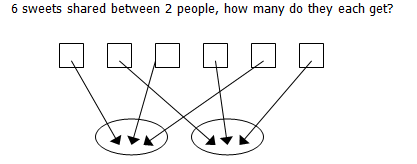 6 sweets shared between 2 people, how many do they each get?